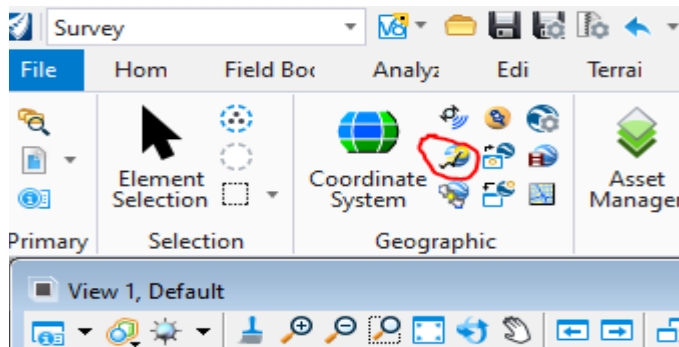 Survey
File Hom Field Boc Analyz Edi Terrai
Element Selection
Coordinate System
Asset Manager
Primary Selection Geographic
View 1, Default